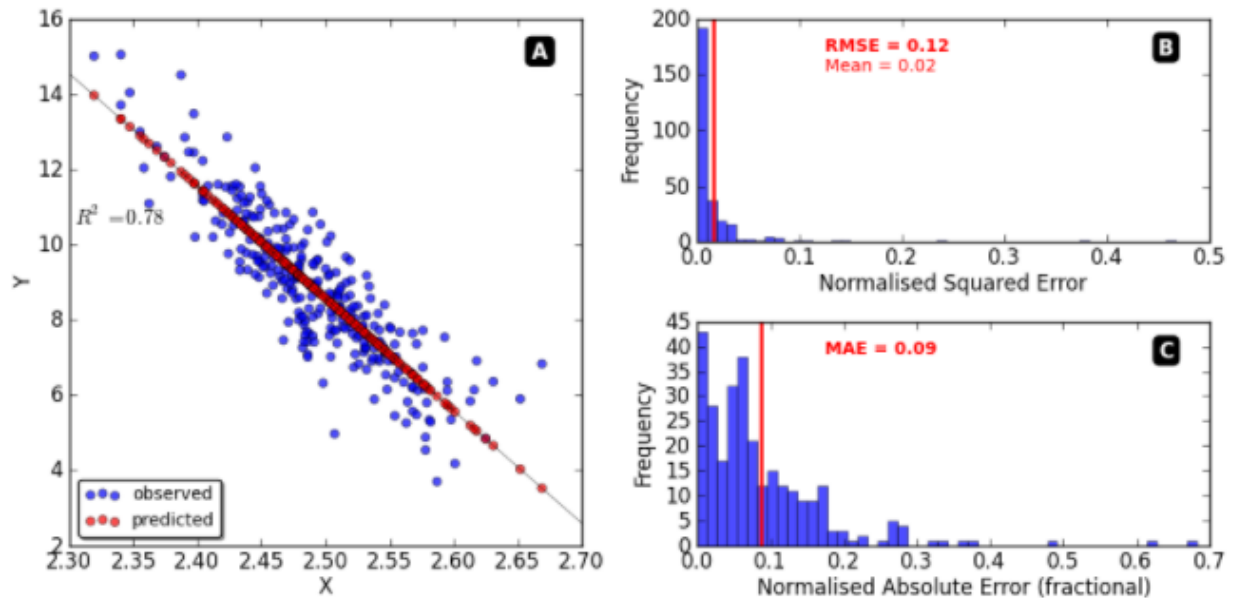 16
14
12
10
8
6
4
2
Y
A
R² =0.78
observed
predicted
2.30 2.35 2.40 2.45 2.50 2.55 2.60 2.65 2.70
X
200
150
100
50
0
Frequency
RMSE = 0.12
Mean = 0.02
B
0.0 0.1 0.2 0.3 0.4 0.5
Normalised Squared Error
45
40
35
30
25
20
15
10
5
0
Frequency
MAE = 0.09
C
0.0 0.1 0.2 0.3 0.4 0.5 0.6 0.7
Normalised Absolute Error (fractional)